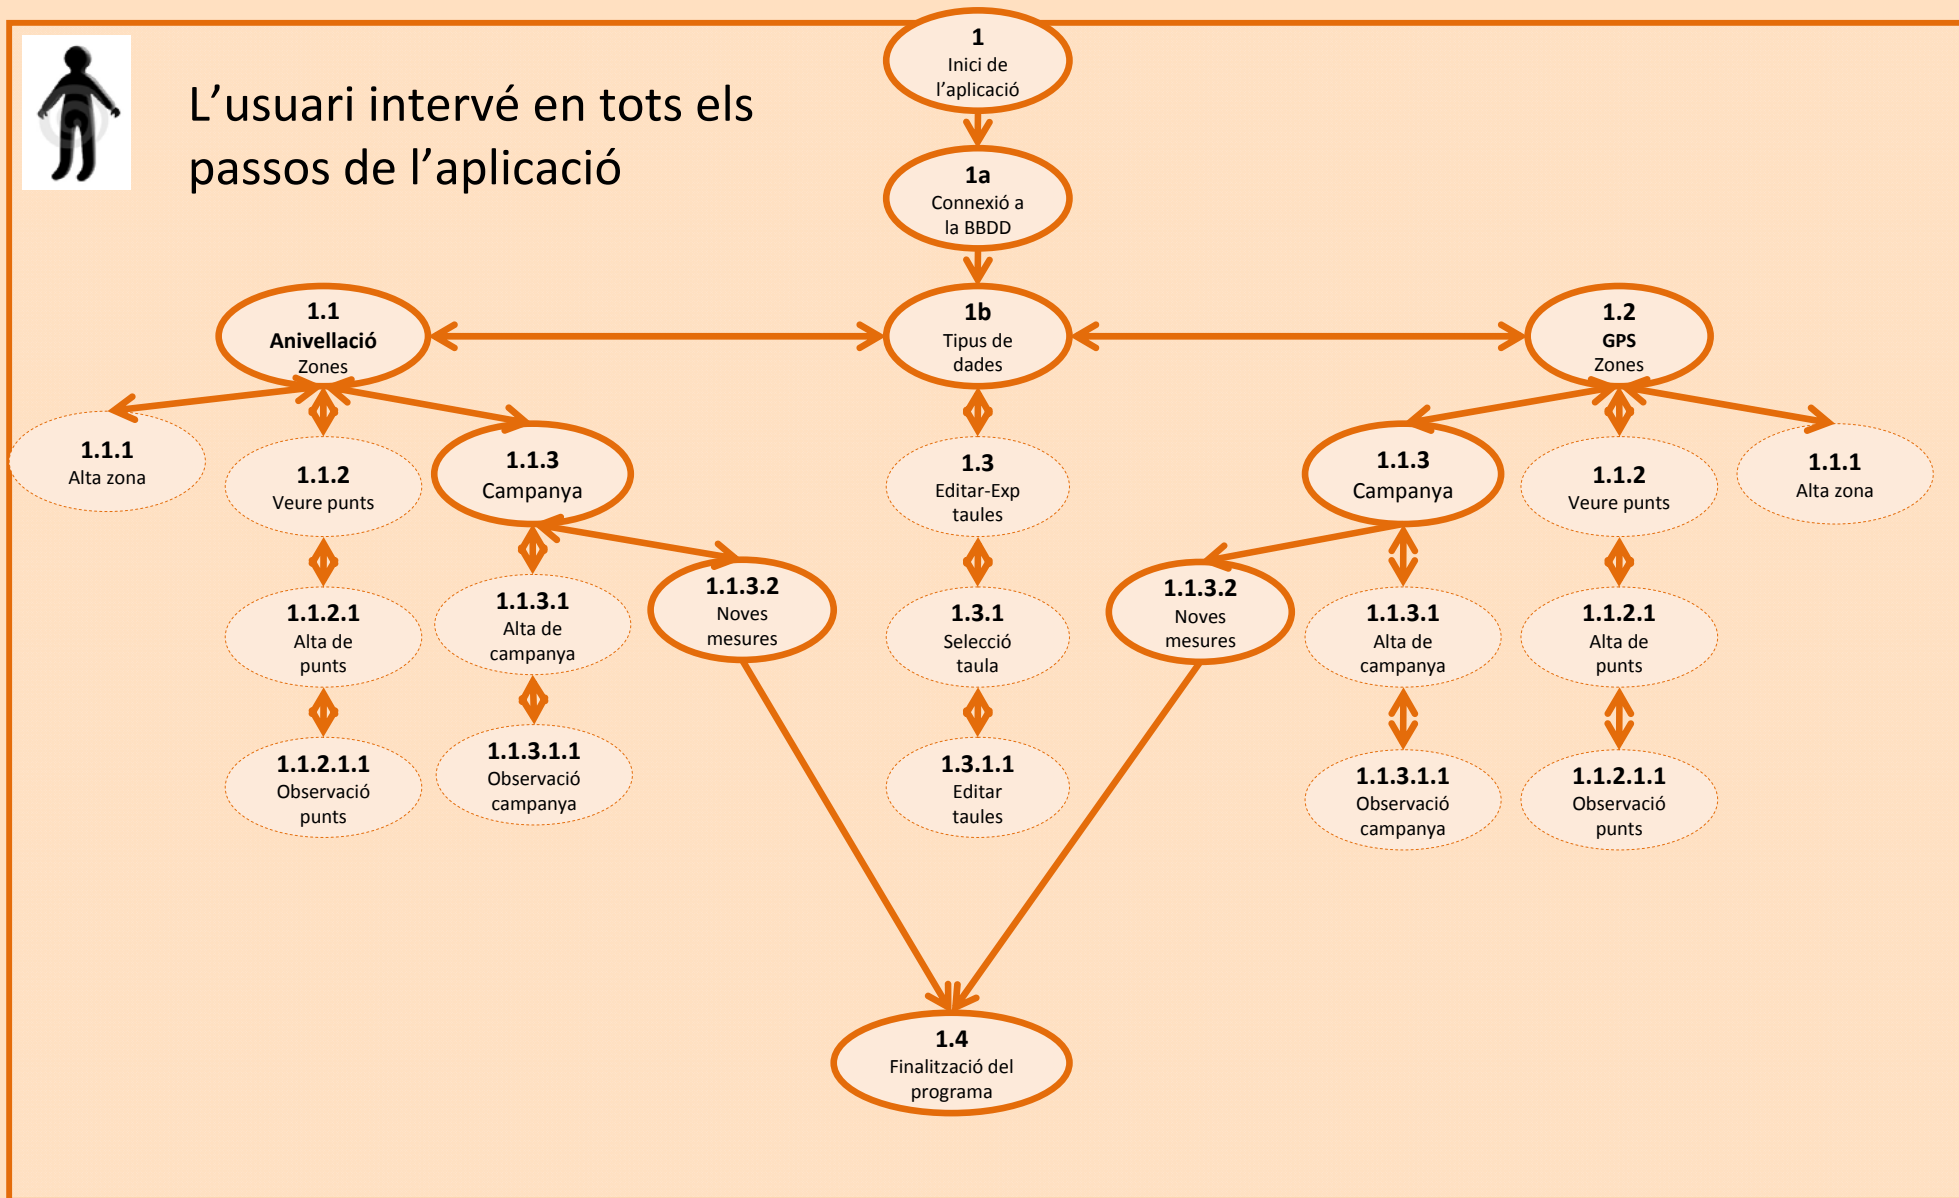 L’usuari intervé en tots els
passos de l’aplicació
1
Inici de
l’aplicació
1a
Connexió a
la BBDD
1.1
Anivellació
Zones
1b
Tipus de
dades
1.2
GPS
Zones
1.1.1
Alta zona
1.1.2
Veure punts
1.1.3
Campanya
1.3
Editar-Exp
taules
1.1.3
Campanya
1.1.2
Veure punts
1.1.1
Alta zona
1.1.2.1
Alta de
punts
1.1.3.1
Alta de
campanya
1.1.3.2
Noves
mesures
1.3.1
Selecció
taula
1.1.3.2
Noves
mesures
1.1.3.1
Alta de
campanya
1.1.2.1
Alta de
punts
1.1.2.1.1
Observació
punts
1.1.3.1.1
Observació
campanya
1.3.1.1
Editar
taules
1.1.3.1.1
Observació
campanya
1.1.2.1.1
Observació
punts
1.4
Finalització del
programa